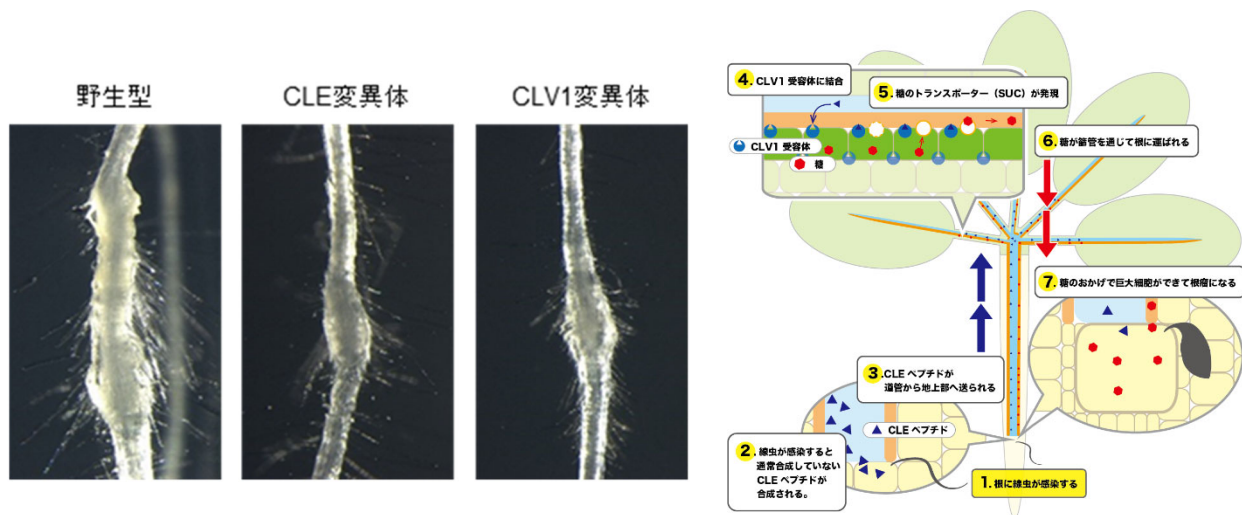 野生型
CLE変異体
CLV1変異体
4. CLV1 受容体に結合
5. 糖のトランスポーター（SUC）が発現
CLV1 受容体
糖
6. 糖が篩管を通じて根に運ばれる
7. 糖のおかげで巨大細胞ができて根瘤になる
3. CLE ペプチドが
道管から地上部へ送られる
CLE ペプチド
2. 線虫が感染すると
通常合成していない
CLE ペプチドが
合成される。
1. 根に線虫が感染する